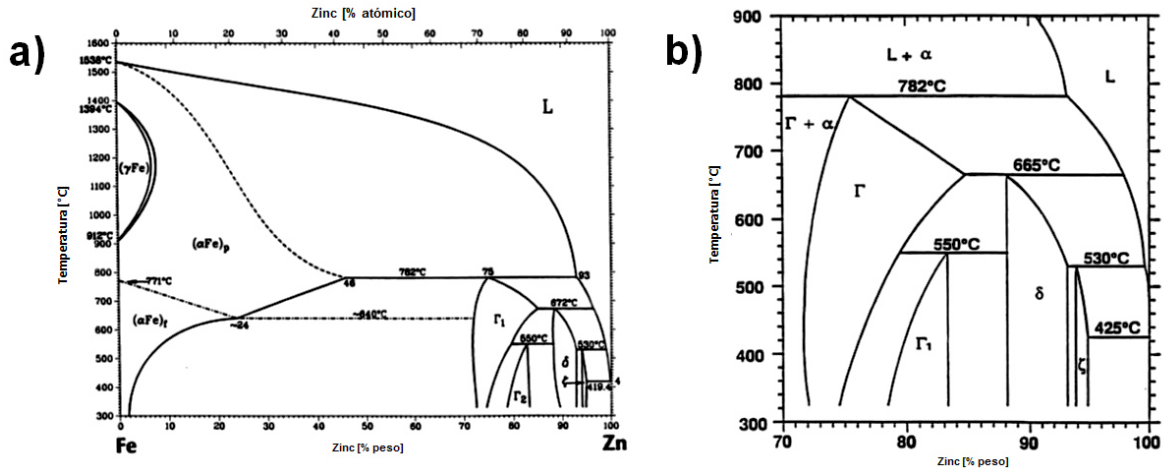 a)
Zinc [% atómico]
0 10 20 30 40 50 60 70 80 90 100
Temperatura [°C]
1600
1538°C
1500
1400
1394°C
1300
1200
1100
1000
912°C
900
800
700
600
500
400
300
L
(γFe)
(αFe)p
771°C
(αFe)f
~24
~640°C
46
782°C
75
93
672°C
Γ1
550°C
530°C
δ
ζ
419.4
Γ2
0 10 20 30 40 50 60 70 80 90 100
Fe
Zinc [% peso]
Zn
b)
Temperatura [°C]
900
800
700
600
500
400
300
L + α
L
782°C
Γ + α
665°C
Γ
550°C
530°C
δ
425°C
Γ1
ζ
70 80 90 100
Zinc [% peso]